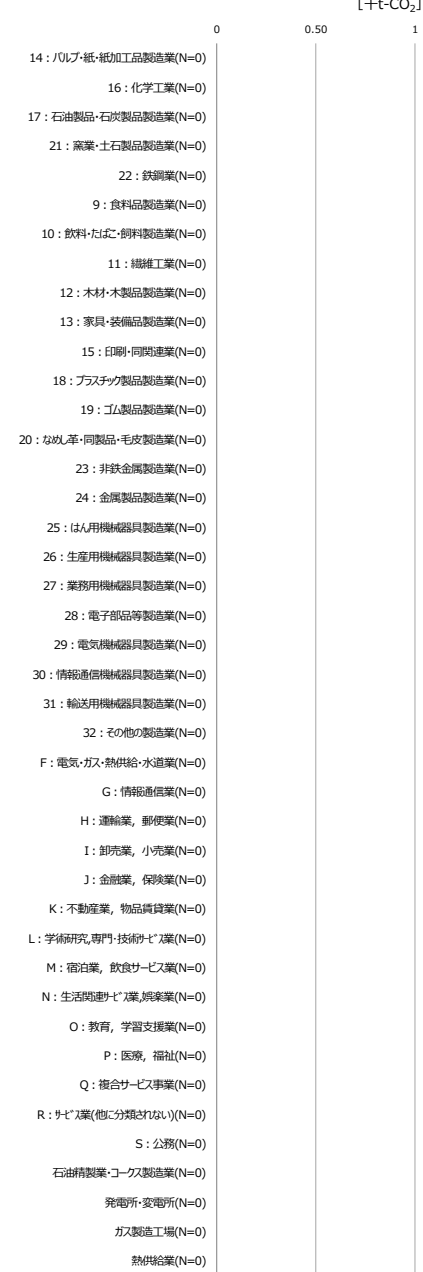 [千t-CO2]
0 0.50 1
14：パルプ・紙・紙加工品製造業(N=0)
16：化学工業(N=0)
17：石油製品・石炭製品製造業(N=0)
21：窯業・土石製品製造業(N=0)
22：鉄鋼業(N=0)
9：食料品製造業(N=0)
10：飲料・たばこ・飼料製造業(N=0)
11：繊維工業(N=0)
12：木材・木製品製造業(N=0)
13：家具・装備品製造業(N=0)
15：印刷・同関連業(N=0)
18：プラスチック製品製造業(N=0)
19：ゴム製品製造業(N=0)
20：なめし革・同製品・毛皮製造業(N=0)
23：非鉄金属製造業(N=0)
24：金属製品製造業(N=0)
25：はん用機械器具製造業(N=0)
26：生産用機械器具製造業(N=0)
27：業務用機械器具製造業(N=0)
28：電子部品等製造業(N=0)
29：電気機械器具製造業(N=0)
30：情報通信機械器具製造業(N=0)
31：輸送用機械器具製造業(N=0)
32：その他の製造業(N=0)
F：電気・ガス・熱供給・水道業(N=0)
G：情報通信業(N=0)
H：運輸業，郵便業(N=0)
I：卸売業，小売業(N=0)
J：金融業，保険業(N=0)
K：不動産業，物品賃貸業(N=0)
L：学術研究,専門・技術ｻｰﾋﾞｽ業(N=0)
M：宿泊業，飲食サービス業(N=0)
N：生活関連ｻｰﾋﾞｽ業,娯楽業(N=0)
O：教育，学習支援業(N=0)
P：医療，福祉(N=0)
Q：複合サービス事業(N=0)
R：ｻｰﾋﾞｽ業(他に分類されない)(N=0)
S：公務(N=0)
石油精製業・コークス製造業(N=0)
発電所・変電所(N=0)
ガス製造工場(N=0)
熱供給業(N=0)